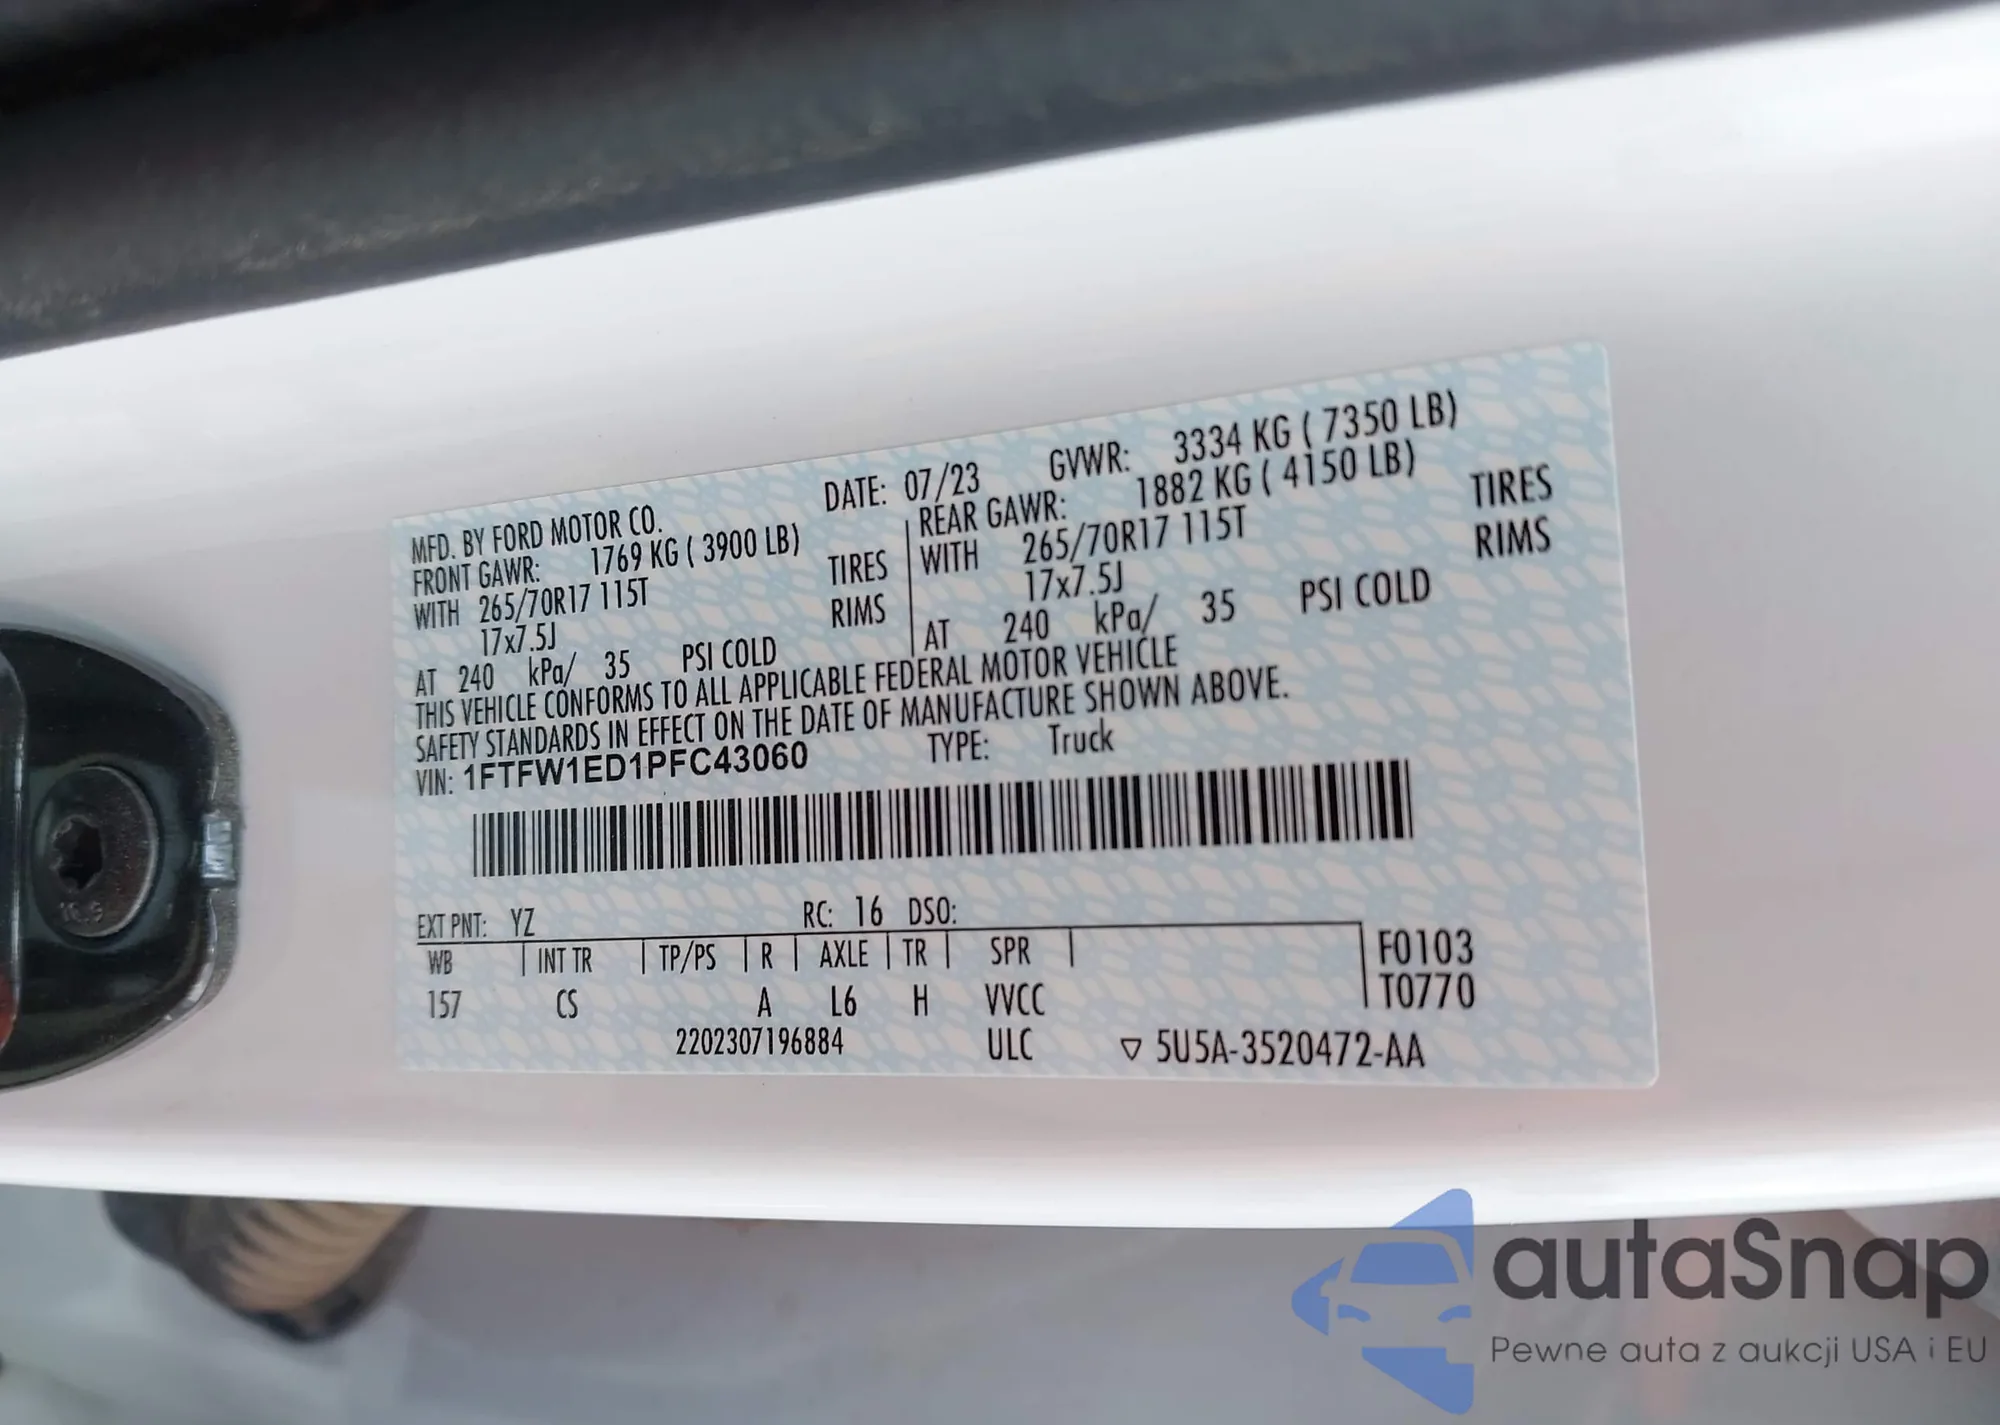 MFD. BY FORD MOTOR CO. DATE: 07/23 GVWR: 3334 KG ( 7350 LB)
FRONT GAWR: 1769 KG ( 3900 LB) REAR GAWR: 1882 KG ( 4150 LB)
WITH 265/70R17 115T TIRES WITH 265/70R17 115T TIRES
17x7.5J RIMS 17x7.5J RIMS
AT 240 kPa/ 35 PSI COLD AT 240 kPa/ 35 PSI COLD
THIS VEHICLE CONFORMS TO ALL APPLICABLE FEDERAL MOTOR VEHICLE
SAFETY STANDARDS IN EFFECT ON THE DATE OF MANUFACTURE SHOWN ABOVE.
VIN: 1FTFW1ED1PFC43060 TYPE: Truck
EXT PNT: YZ RC: 16 DSO:
WB INT TR TP/PS R AXLE TR SPR F0103
157 CS A L6 H VVCC T0770
2202307196884 ULC ▽ 5U5A-3520472-AA
10.9
autaSnap
Pewne auta z aukcji USA i EU